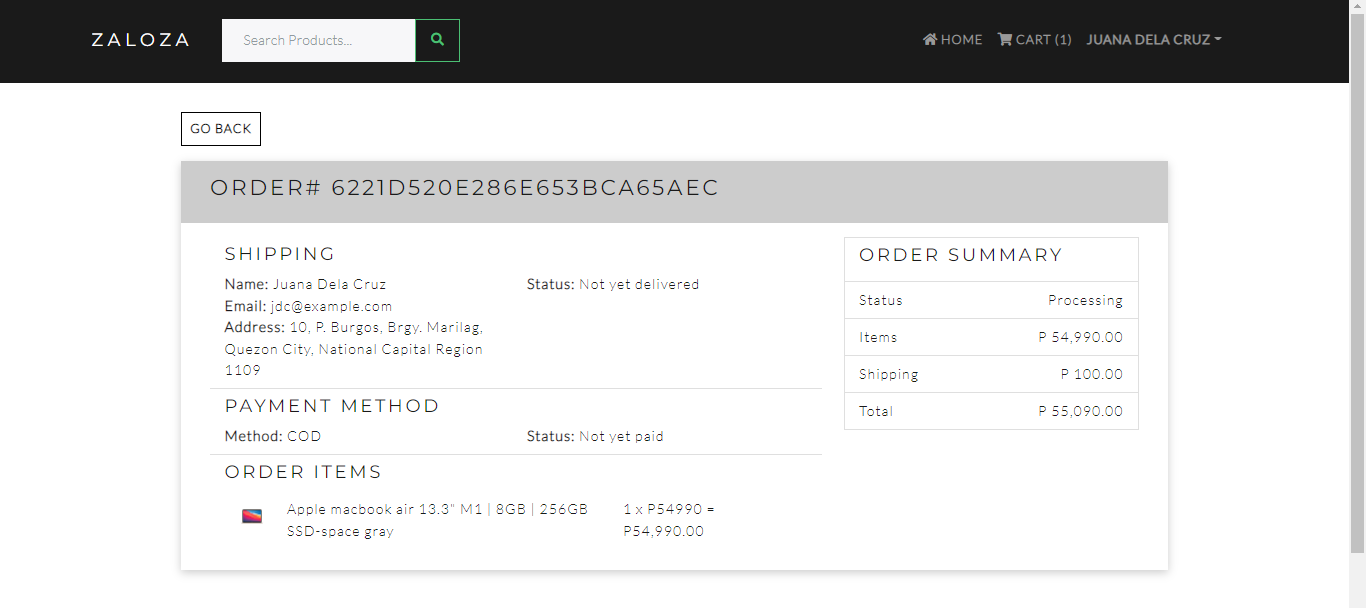 ZALOZA
Search Products...
HOME
CART (1)
JUANA DELA CRUZ
GO BACK
ORDER# 6221D520E286E653BCA65AEC
SHIPPING
Name: Juana Dela Cruz
Email: jdc@example.com
Address: 10, P. Burgos, Brgy. Marilag,
Quezon City, National Capital Region
1109
Status: Not yet delivered
PAYMENT METHOD
Method: COD
Status: Not yet paid
ORDER ITEMS
Apple macbook air 13.3" M1 | 8GB | 256GB
SSD-space gray
1 x P54990 =
P54,990.00
ORDER SUMMARY
Status Processing
Items P 54,990.00
Shipping P 100.00
Total P 55,090.00